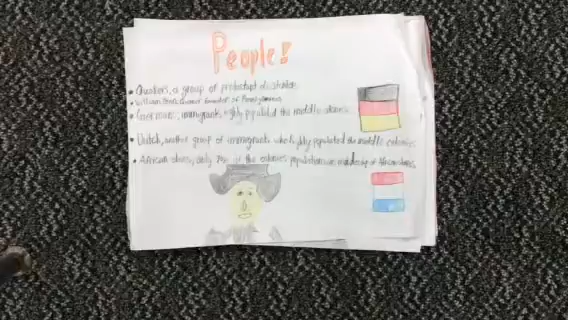 People!
Quakers, a group of protestant dissenters
William Penn, Quaker founder of Pennsylvania
Germans, immigrants highly populated the middle colonies.
Dutch, another group of immigrants who highly populated the middle colonies
African slaves, only 7% of the colonies population was made up of African slaves.